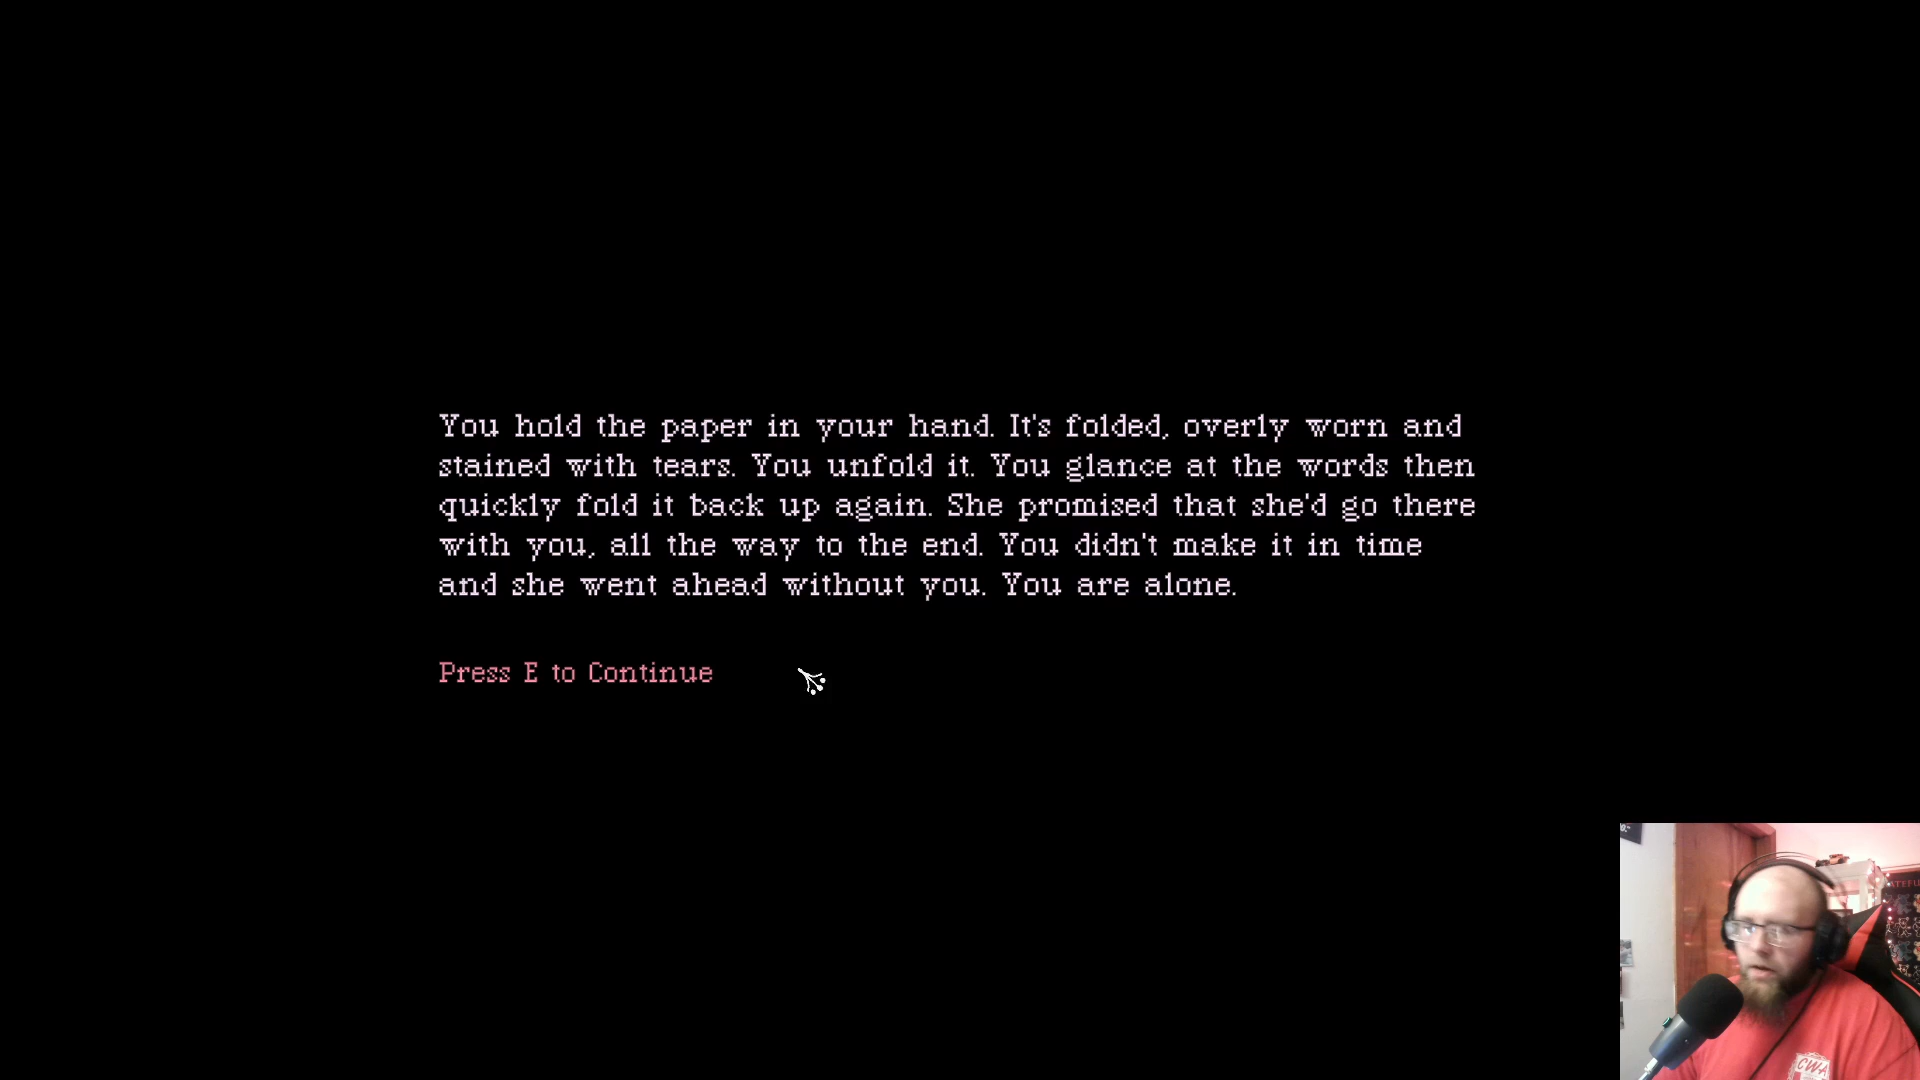 You hold the paper in your hand. It's folded, overly worn and
stained with tears. You unfold it. You glance at the words then
quickly fold it back up again. She promised that she'd go there
with you, all the way to the end. You didn't make it in time
and she went ahead without you. You are alone.
Press E to Continue
CWA